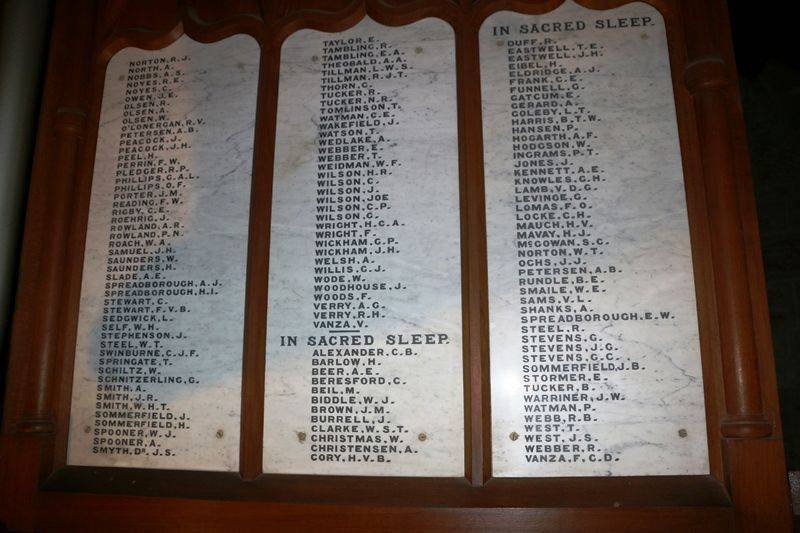 NORTON, R.J.
NORTH, A.
NOBBS, A.S.
NOYES, R.E.
NOYES, C.
OWEN, J.E.
OLSEN, R.
OLSEN, A.
OLSEN, W.
O'LONERGAN, R.V.
PETERSEN, A.B.
PEACOCK, J.
PEACOCK, J.H.
PEEL, H.
PERRIN, F.W.
PLEDGER, R.P.
PHILLIPS, C.A.L.
PHILLIPS, O.F.
PORTER, J.M.
READING, F.W.
RIGBY, C.E.
ROEHRIG, J.
ROWLAND, A.R.
ROWLAND, P.N.
ROACH, W.A.
SAMUEL, J.H.
SAUNDERS, W.
SAUNDERS, H.
SLADE, A.E.
SPREADBOROUGH, A.J.
SPREADBOROUGH, H.I.
STEWART, C.
STEWART, F.V.B.
SEDGWICK, L.
SELF, W.H.
STEPHENSON, J.
STEEL, W.T.
SWINBURNE, C.J.F.
SPRINGATE, T.
SCHILTZ, W.
SCHNITZERLING, G.
SMITH, A.
SMITH, J.R.
SMITH, W.H.T.
SOMMERFIELD, J.
SOMMERFIELD, H.
SPOONER, W.J.
SPOONER, A.
SMYTH, DR. J.S.
TAYLOR, E.
TAMBLING, R.
TAMBLING, E.A.
THEOBALD, A.A.
TILLMAN, L.W.S.
TILLMAN, R.J.T.
THORN, C.
TUCKER, R.
TUCKER, N.R.
TOMLINSON, T.
WATMAN, C.E.
WAKEFIELD, J.
WATSON, T.
WEDLAKE, A.
WEBBER, E.
WEBBER, T.
WEIDMAN, W.F.
WILSON, H.R.
WILSON, C.
WILSON, J.
WILSON, JOE
WILSON, C.P.
WILSON, G.
WRIGHT, H.C.A.
WRIGHT, F.
WICKHAM, G.P.
WICKHAM, J.H.
WELSH, A.
WILLIS, C.J.
WODE, W.
WOODHOUSE, J.
WOODS, F.
VERRY, A.G.
VERRY, R.H.
VANZA, V.
IN SACRED SLEEP.
ALEXANDER, C.B.
BARLOW, H.
BEER, A.E.
BERESFORD, C.
BEIL, M.
BIDDLE, W.J.
BROWN, J.M.
BURRELL, J.
CLARKE, W.S.T.
CHRISTMAS, W.
CHRISTENSEN, A.
CORY, H.V.B.
IN SACRED SLEEP.
DUFF, R.
EASTWELL, T.E.
EASTWELL, J.H.
EIBEL, H.
ELDRIDGE, A.J.
FRANK, C.E.
FUNNELL, G.
GATCUM, E.
GERARD, A.
GOLEBY, L.T.
HARRIS, B.T.W.
HANSEN, P.
HOGARTH, A.F.
HODGSON, W.
INGRAMS, P.T.
JONES, J.
KENNETT, A.E.
KNOWLES, G.H.
LAMB, V.D.G.
LEVINGE, G.
LOMAS, F.O.
LOCKE, C.H.
MAUCH, H.V.
MAVAY, H.J.
McGOWAN, S.C.
NORTON, W.T.
OCHS, J.J.
PETERSEN, A.B.
RUNDLE, B.E.
SMAILE, W.E.
SAMS, V.L.
SHANKS, A.
SPREADBOROUGH, E.W.
STEEL, R.
STEVENS, G.
STEVENS, J.G.
STEVENS, G.C.
SOMMERFIELD, J.B.
STORMER, E.
TUCKER, B.
WARRINER, J.W.
WATMAN, P.
WEBB, R.B.
WEST, T.
WEST, J.S.
WEBBER, R.
VANZA, F.C.D.